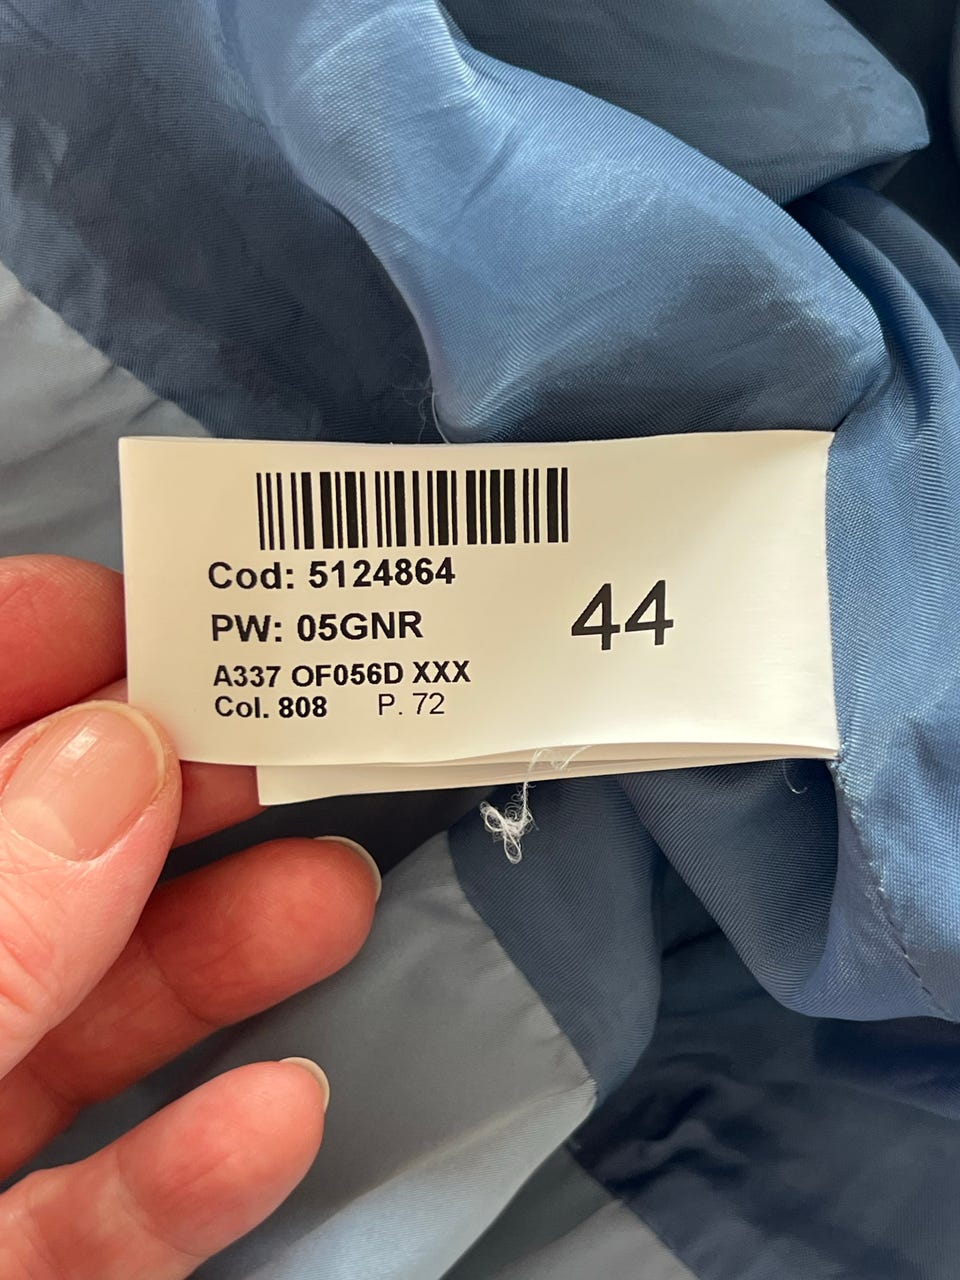 Cod: 5124864
PW: 05GNR
44
A337 OF056D XXX
Col. 808 P. 72